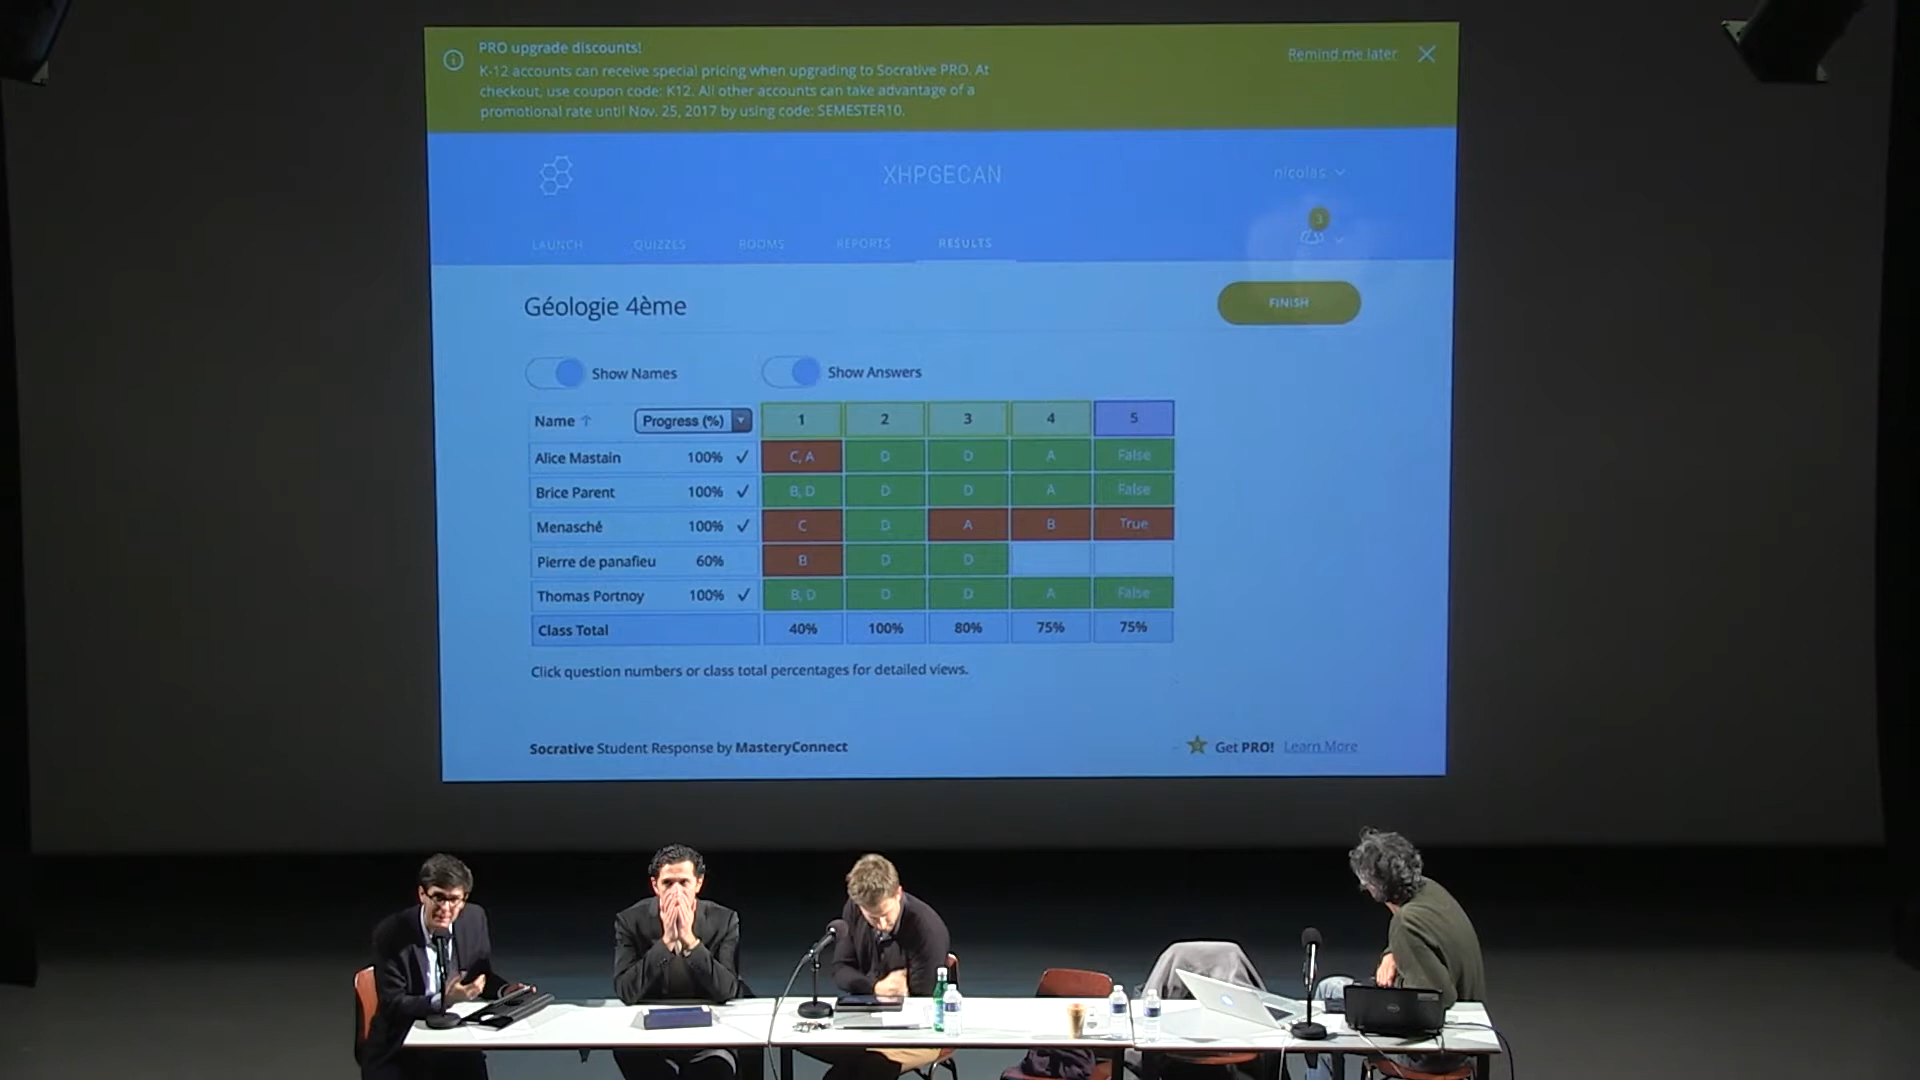 PRO upgrade discounts!
Remind me later
K-12 accounts can receive special pricing when upgrading to Socrative PRO. At
checkout, use coupon code: K12. All other accounts can take advantage of a
promotional rate until Nov. 25, 2017 by using code: SEMESTER10.
XHPGECAN
nicolas
3
LAUNCH QUIZZES ROOMS REPORTS RESULTS
Géologie 4ème
FINISH
Show Names Show Answers
Name Progress (%) 1 2 3 4 5
Alice Mastain 100% ✓ C, A D D A False
Brice Parent 100% ✓ B, D D D A False
Menasché 100% ✓ C D A B True
Pierre de panafieu 60% B D D
Thomas Portnoy 100% ✓ B, D D D A False
Class Total 40% 100% 80% 75% 75%
Click question numbers or class total percentages for detailed views.
Socrative Student Response by MasteryConnect
Get PRO! Learn More